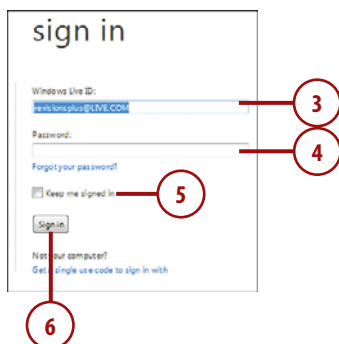 sign in
Windows Live ID:
revisionsplus@LIVE.COM
3
Password:
4
Forgot your password?
Keep me signed in
5
Sign in
Not your computer?
Get a single use code to sign in with
6